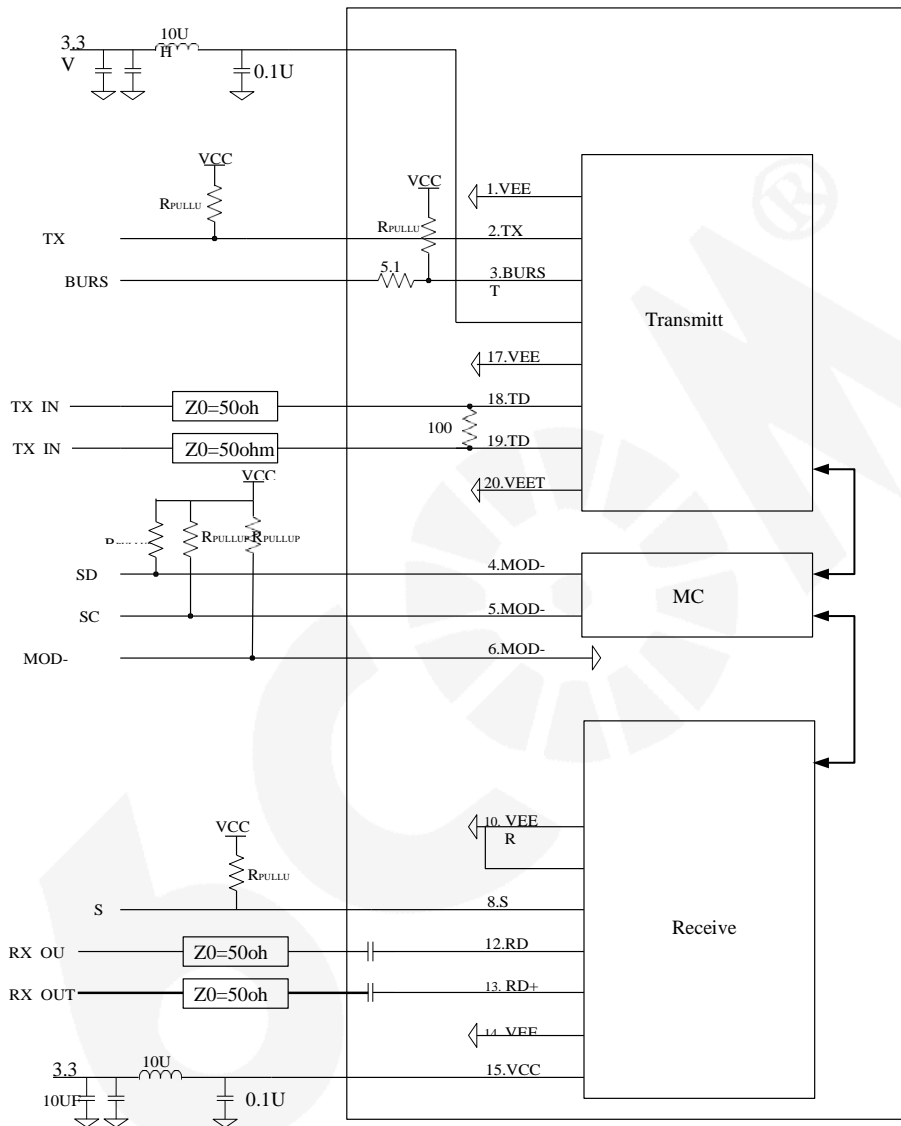 3.3
V
10U
H
0.1U
VCC
RPULLU
VCC
RPULLU
1.VEE
TX
2.TX
BURS
5.1
3.BURS
T
Transmitt
17.VEE
TX IN
Z0=50oh
18.TD
100
TX IN
Z0=50ohm
19.TD
VCC
20.VEET
RPULLUP
RPULLUP
SD
4.MOD-
MC
SC
5.MOD-
MOD-
6.MOD-
®
VCC
RPULLU
10. VEE
R
S
8.S
Receive
RX OU
Z0=50oh
12.RD
RX OUT
Z0=50oh
13. RD+
14. VEE
3.3
10U
15.VCC
10UF
0.1U